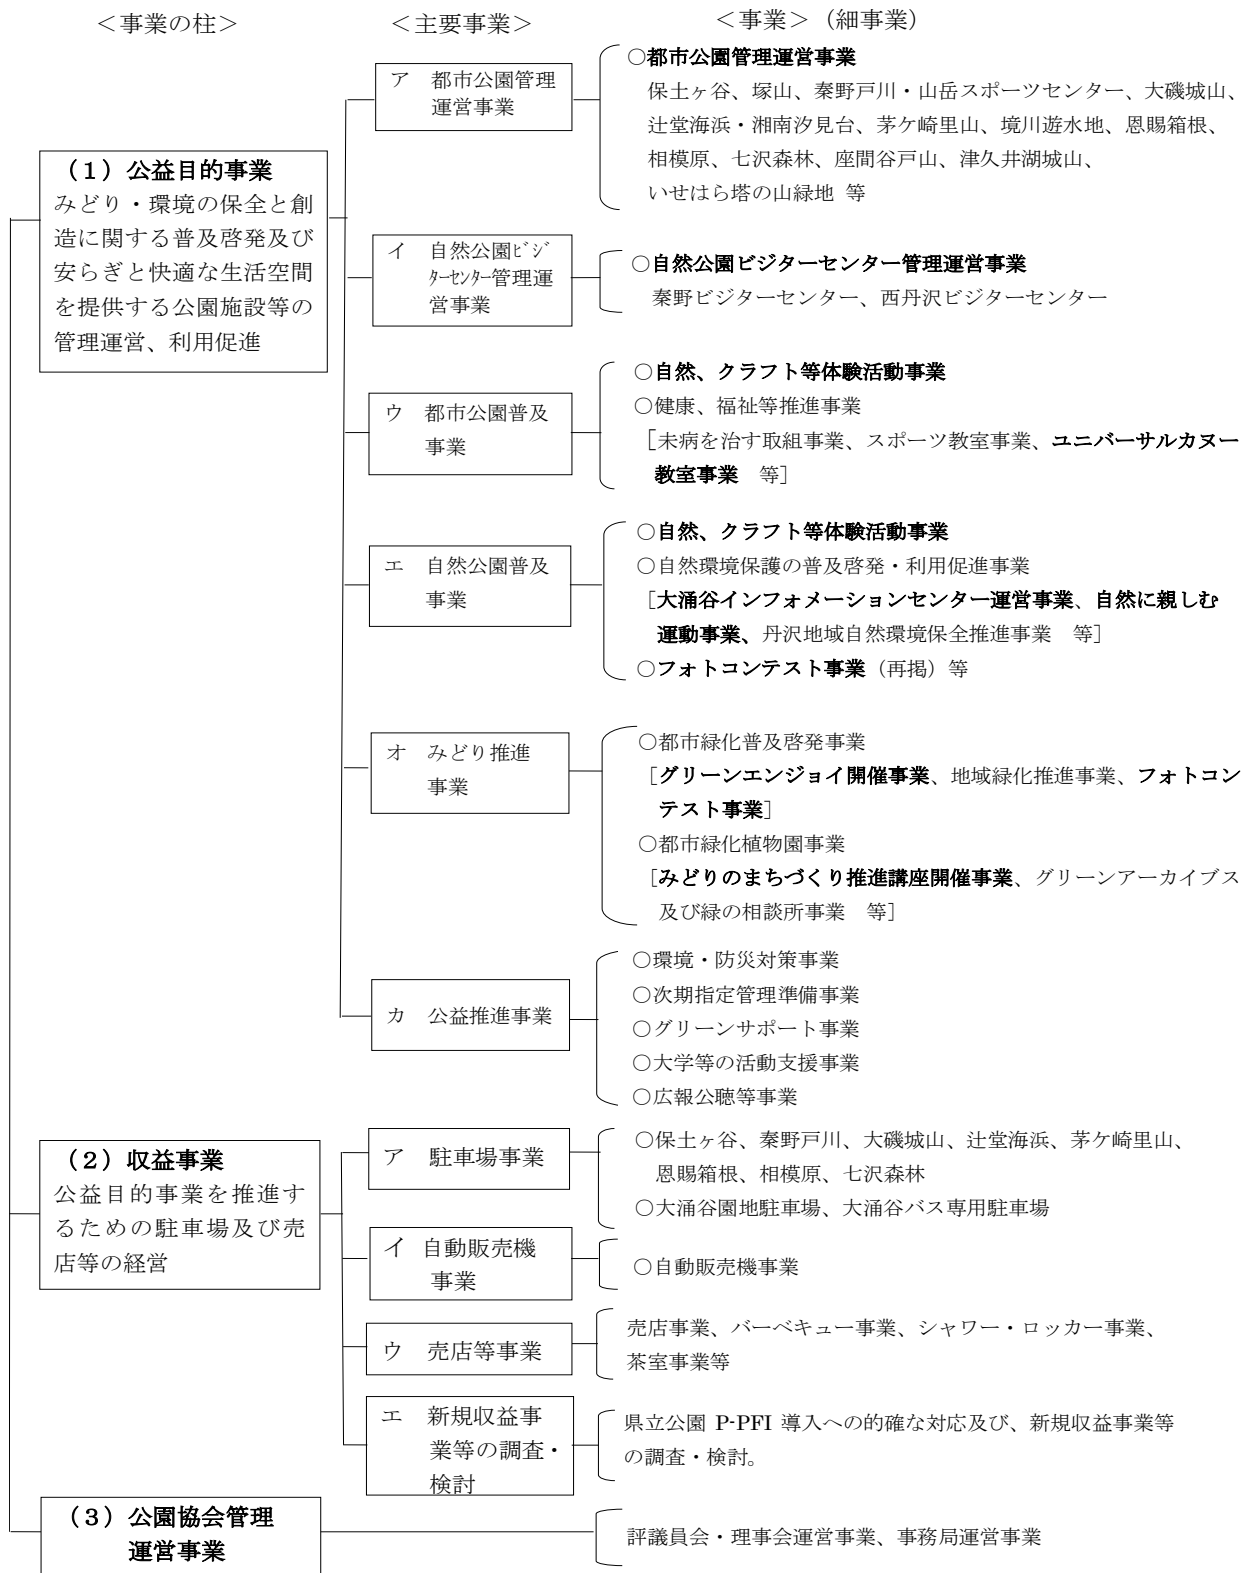 ＜事業の柱＞
＜主要事業＞
＜事業＞（細事業）
（１）公益目的事業
みどり・環境の保全と創
造に関する普及啓発及び
安らぎと快適な生活空間
を提供する公園施設等の
管理運営、利用促進
ア　都市公園管理
運営事業
○都市公園管理運営事業
保土ヶ谷、塚山、秦野戸川・山岳スポーツセンター、大磯城山、
辻堂海浜・湘南汐見台、茅ケ崎里山、境川遊水地、恩賜箱根、
相模原、七沢森林、座間谷戸山、津久井湖城山、
いせはら塔の山緑地 等
イ　自然公園ﾋﾞｼﾞ
ﾀｰｾﾝﾀｰ管理運
営事業
○自然公園ビジターセンター管理運営事業
秦野ビジターセンター、西丹沢ビジターセンター
ウ　都市公園普及
事業
○自然、クラフト等体験活動事業
○健康、福祉等推進事業
［未病を治す取組事業、スポーツ教室事業、ユニバーサルカヌー
教室事業　等］
エ　自然公園普及
事業
○自然、クラフト等体験活動事業
○自然環境保護の普及啓発・利用促進事業
［大涌谷インフォメーションセンター運営事業、自然に親しむ
運動事業、丹沢地域自然環境保全推進事業　等］
○フォトコンテスト事業（再掲）等
オ　みどり推進
事業
○都市緑化普及啓発事業
［グリーンエンジョイ開催事業、地域緑化推進事業、フォトコン
テスト事業］
○都市緑化植物園事業
［みどりのまちづくり推進講座開催事業、グリーンアーカイブス
及び緑の相談所事業　等］
カ　公益推進事業
○環境・防災対策事業
○次期指定管理準備事業
○グリーンサポート事業
○大学等の活動支援事業
○広報公聴等事業
（２）収益事業
公益目的事業を推進す
るための駐車場及び売
店等の経営
ア　駐車場事業
○保土ヶ谷、秦野戸川、大磯城山、辻堂海浜、茅ケ崎里山、
恩賜箱根、相模原、七沢森林
○大涌谷園地駐車場、大涌谷バス専用駐車場
イ　自動販売機
事業
○自動販売機事業
ウ　売店等事業
売店事業、バーベキュー事業、シャワー・ロッカー事業、
茶室事業等
エ　新規収益事
業等の調査・
検討
県立公園 P-PFI 導入への的確な対応及び、新規収益事業等
の調査・検討。
（３）公園協会管理
運営事業
評議員会・理事会運営事業、事務局運営事業